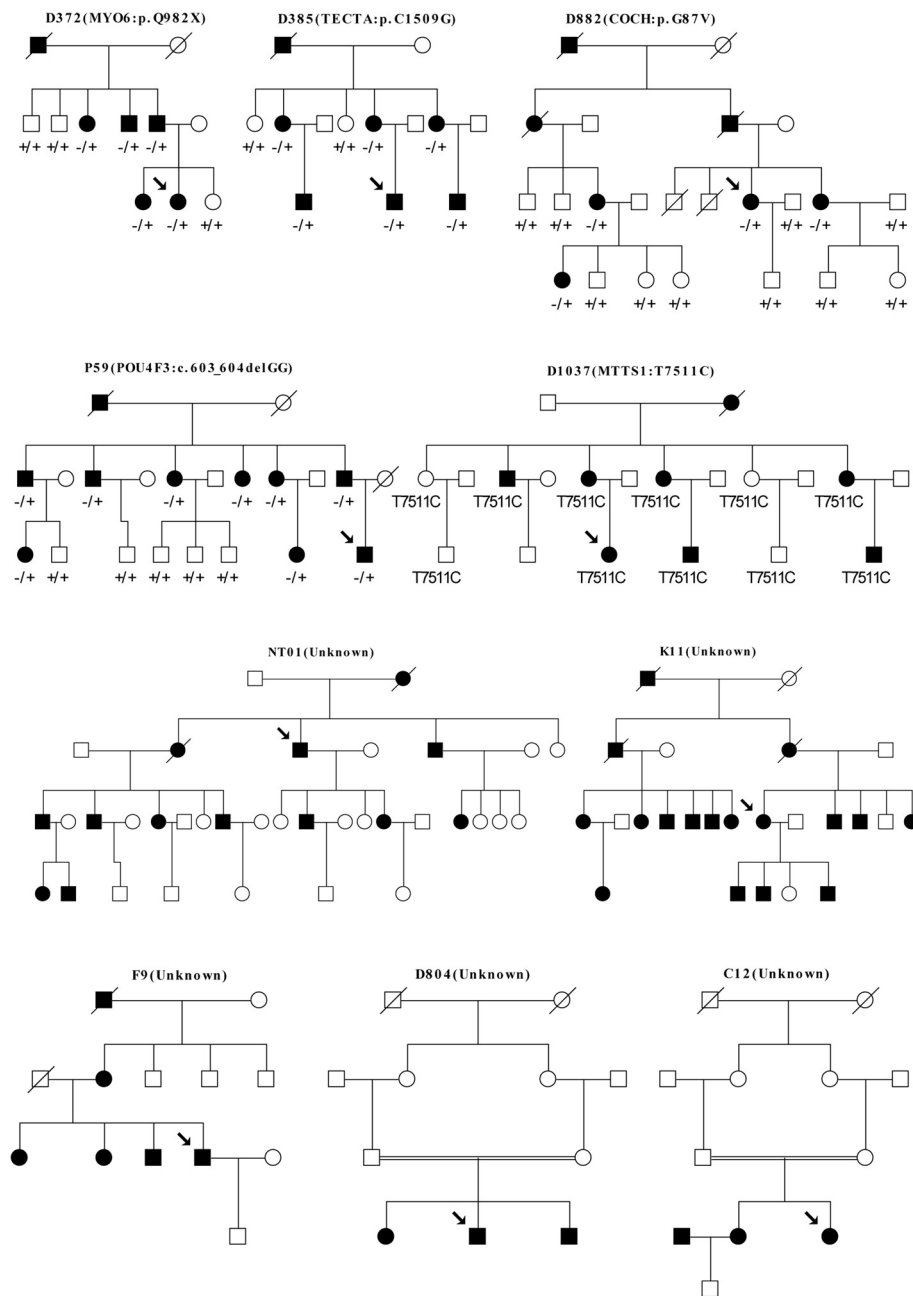 D372(MYO6:p.Q982X) D385(TECTA:p.C1509G) D882(COCH:p.G87V)
+/+ +/+ -/+ -/+ -/+ +/+ -/+ +/+ -/+ -/+
-/+ -/+ +/+ -/+ -/+ -/+ +/+ +/+ -/+ -/+ +/+ -/+ +/+
-/+ +/+ +/+ +/+ +/+ +/+ +/+
P59(POU4F3:c.603_604delGG) D1037(MTTS1:T7511C)
-/+ -/+ -/+ -/+ -/+ -/+ T7511C T7511C T7511C T7511C T7511C T7511C
-/+ +/+ +/+ +/+ +/+ +/+ -/+ -/+ T7511C T7511C T7511C T7511C T7511C
NT01(Unknown) K11(Unknown)
F9(Unknown) D804(Unknown) C12(Unknown)